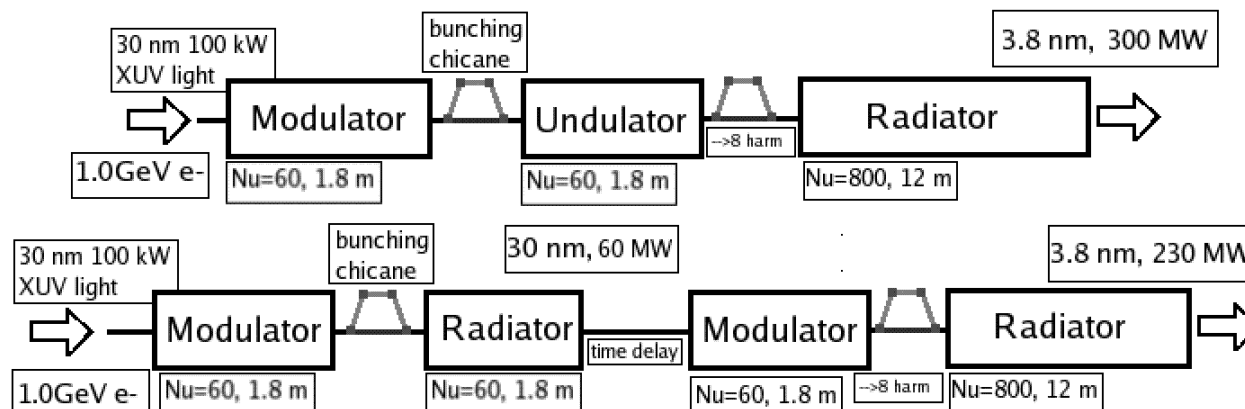 30 nm 100 kW
XUV light
bunching
chicane
3.8 nm, 300 MW
Modulator
Undulator
Radiator
-->8 harm
1.0GeV e-
Nu=60, 1.8 m
Nu=60, 1.8 m
Nu=800, 12 m
30 nm 100 kW
XUV light
bunching
chicane
30 nm, 60 MW
3.8 nm, 230 MW
Modulator
Radiator
time delay
Modulator
Radiator
1.0GeV e-
Nu=60, 1.8 m
Nu=60, 1.8 m
Nu=60, 1.8 m
-->8 harm
Nu=800, 12 m